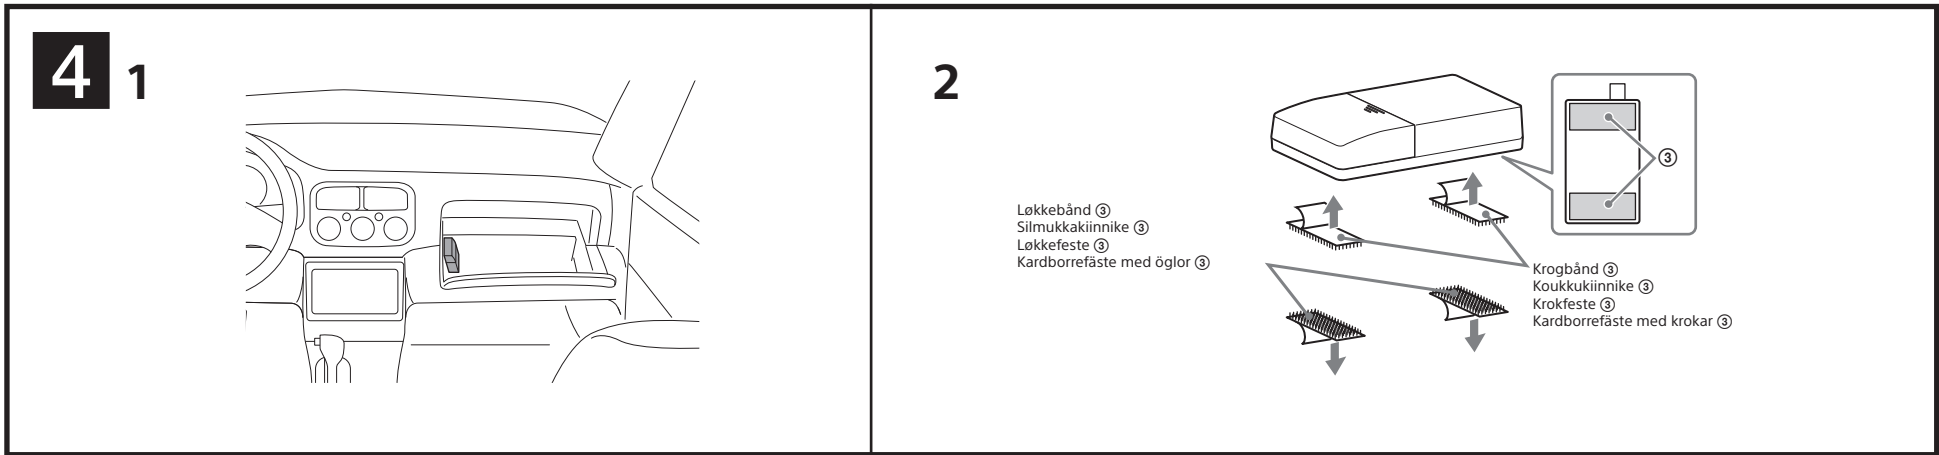 4
1
2
③
Løkkebånd ③
Silmukkakiinnike ③
Løkkefeste ③
Kardborrefäste med öglor ③
Krogbånd ③
Koukkukiinnike ③
Krokfeste ③
Kardborrefäste med krokar ③